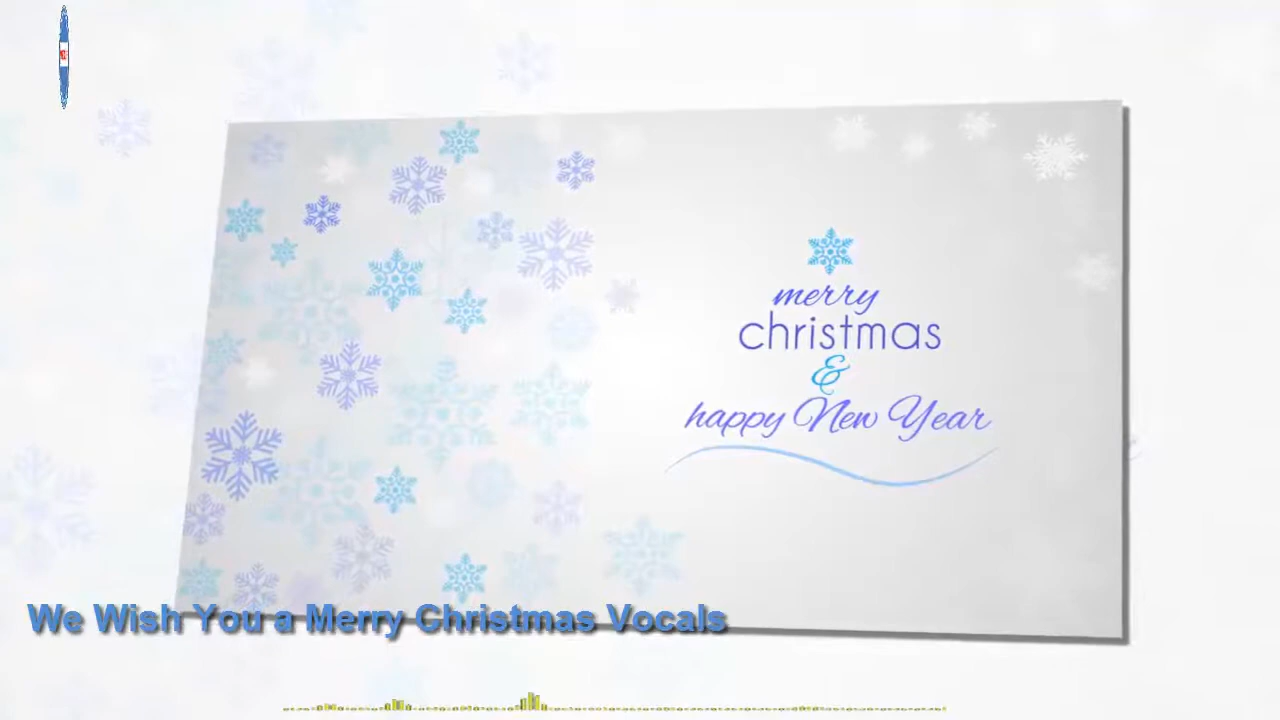 merry
christmas
&
happy New Year
We Wish You a Merry Christmas Vocals